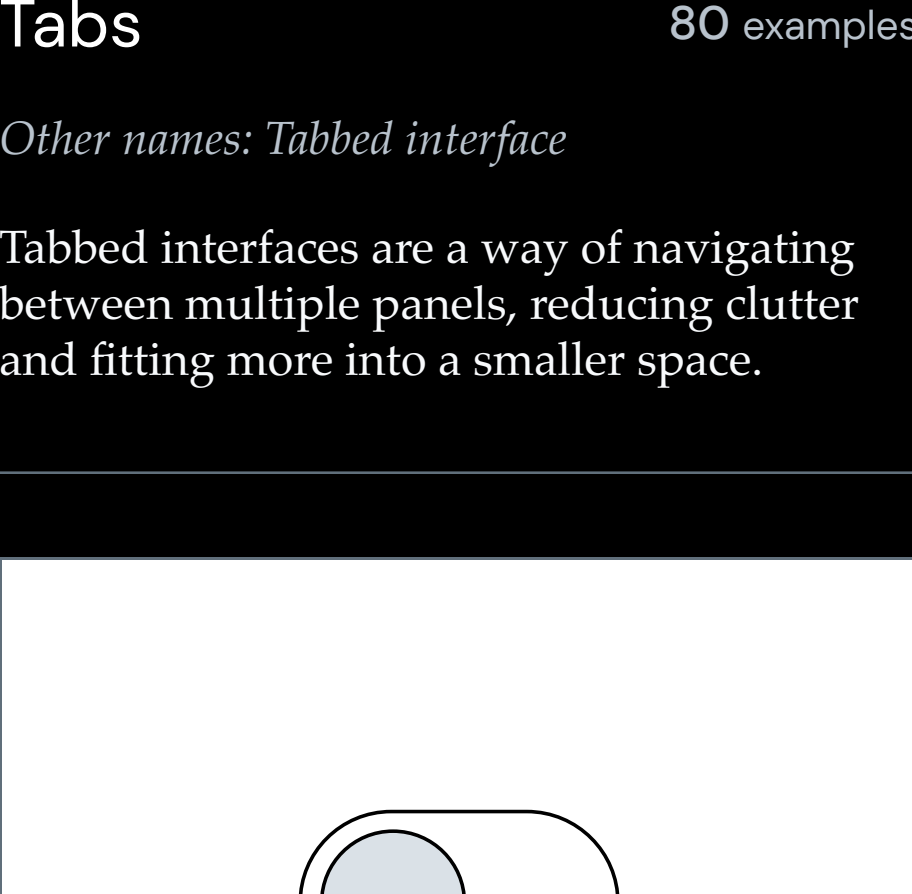 Tabs
80 examples
Other names: Tabbed interface
Tabbed interfaces are a way of navigating
between multiple panels, reducing clutter
and fitting more into a smaller space.